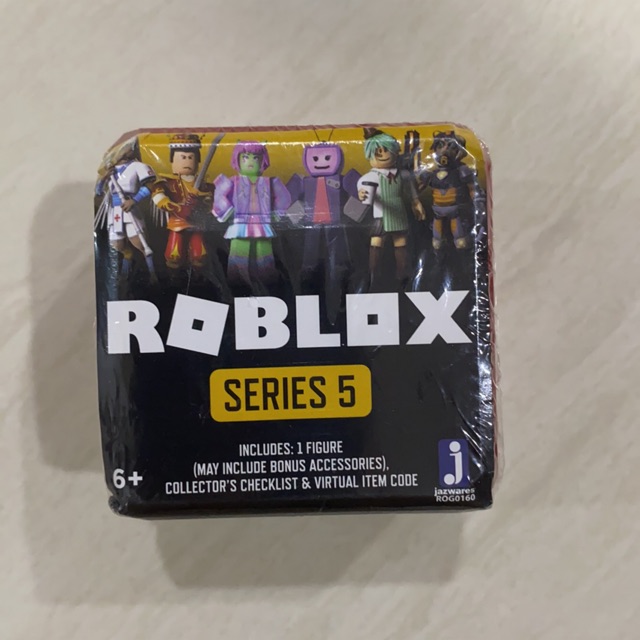 ROBLOX
SERIES 5
INCLUDES: 1 FIGURE
(MAY INCLUDE BONUS ACCESSORIES),
COLLECTOR'S CHECKLIST & VIRTUAL ITEM CODE
6+
j
jazwares
ROG0160